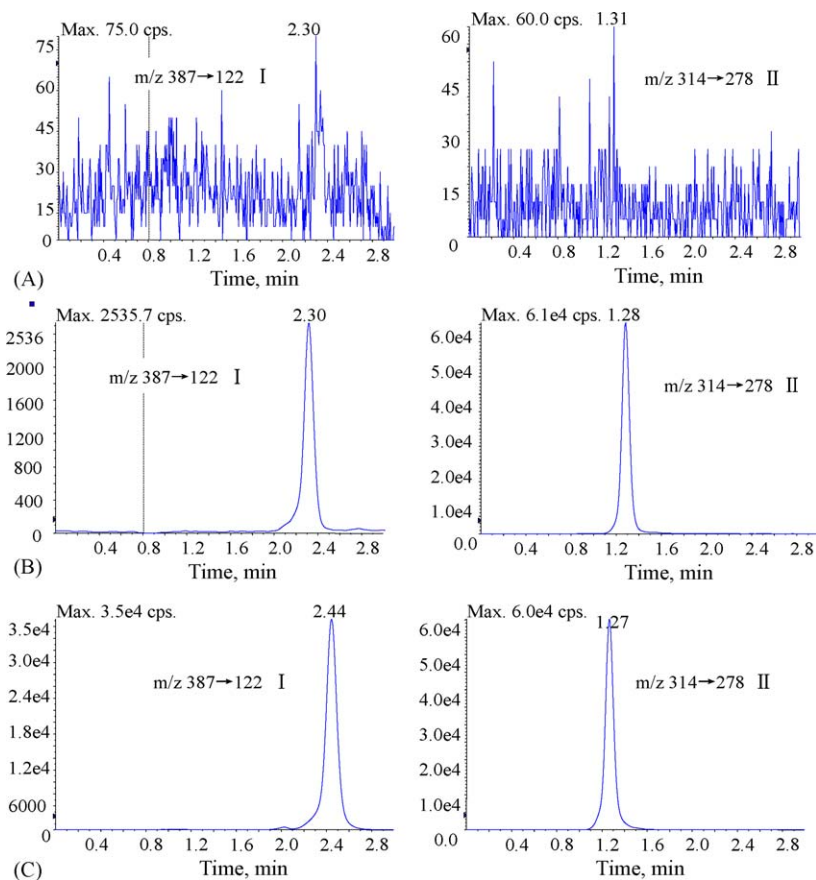 Max. 75.0 cps.
2.30
75
60
45
30
15
0
m/z 387→122 I
0.4 0.8 1.2 1.6 2.0 2.4 2.8
Time, min
Max. 60.0 cps. 1.31
60
45
30
15
0
m/z 314→278 II
0.4 0.8 1.2 1.6 2.0 2.4 2.8
Time, min
(A)
Max. 2535.7 cps.
2.30
2536
2000
1600
1200
800
400
0
m/z 387→122 I
0.4 0.8 1.2 1.6 2.0 2.4 2.8
Time, min
Max. 6.1e4 cps. 1.28
6.0e4
5.0e4
4.0e4
3.0e4
2.0e4
1.0e4
0.0
m/z 314→278 II
0.4 0.8 1.2 1.6 2.0 2.4 2.8
Time, min
(B)
Max. 3.5e4 cps.
2.44
3.5e4
3.0e4
2.4e4
1.8e4
1.2e4
6000
0
m/z 387→122 I
0.4 0.8 1.2 1.6 2.0 2.4 2.8
Time, min
Max. 6.0e4 cps.
1.27
6.0e4
5.0e4
4.0e4
3.0e4
2.0e4
1.0e4
0.0
m/z 314→278 II
0.4 0.8 1.2 1.6 2.0 2.4 2.8
Time, min
(C)